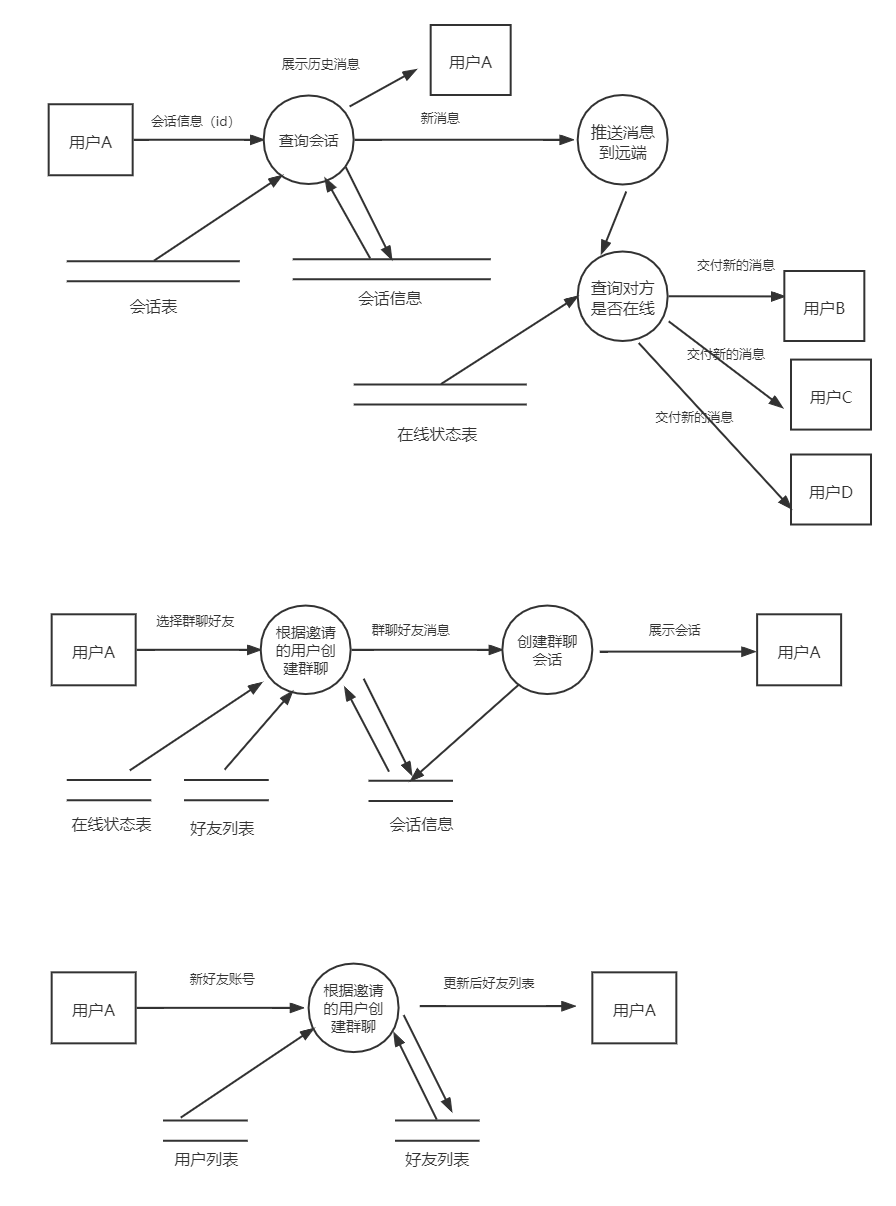 展示历史消息
用户A
用户A
会话信息（id）
查询会话
新消息
推送消息
到远端
会话表
会话信息
查询对方
是否在线
交付新的消息
用户B
交付新的消息
用户C
交付新的消息
用户D
在线状态表
用户A
选择群聊好友
根据邀请
的用户创
建群聊
群聊好友消息
创建群聊
会话
展示会话
用户A
在线状态表
好友列表
会话信息
用户A
新好友账号
根据邀请
的用户创
建群聊
更新后好友列表
用户A
用户列表
好友列表